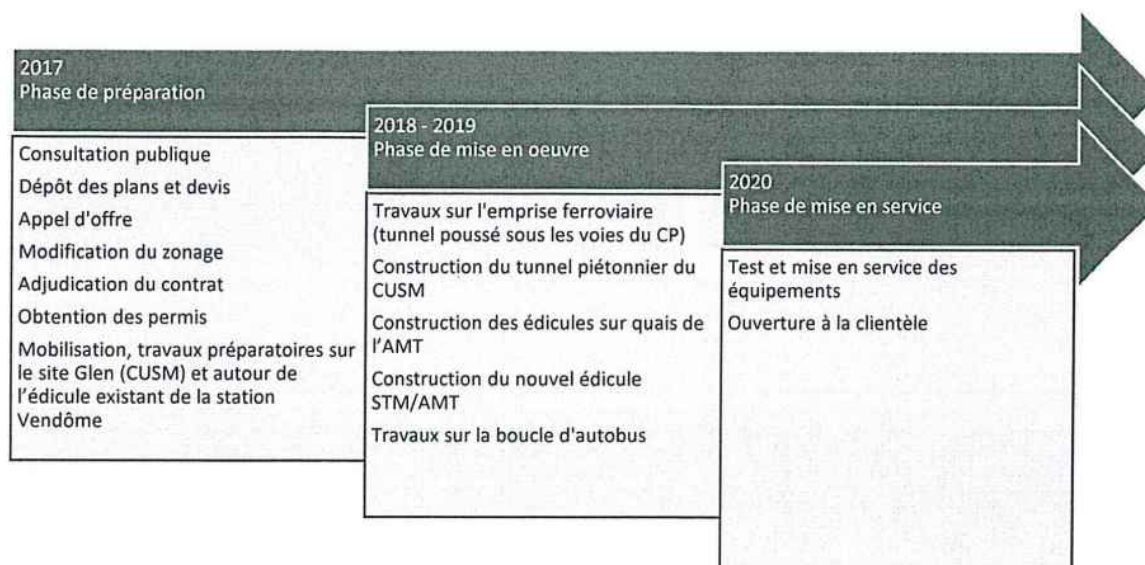 2017
Phase de préparation
Consultation publique
Dépôt des plans et devis
Appel d'offre
Modification du zonage
Adjudication du contrat
Obtention des permis
Mobilisation, travaux préparatoires sur
le site Glen (CUSM) et autour de
l'édicule existant de la station
Vendôme
2018 - 2019
Phase de mise en oeuvre
Travaux sur l'emprise ferroviaire
(tunnel poussé sous les voies du CP)
Construction du tunnel piétonnier du
CUSM
Construction des édicules sur quais de
l'AMT
Construction du nouvel édicule
STM/AMT
Travaux sur la boucle d'autobus
2020
Phase de mise en service
Test et mise en service des
équipements
Ouverture à la clientèle